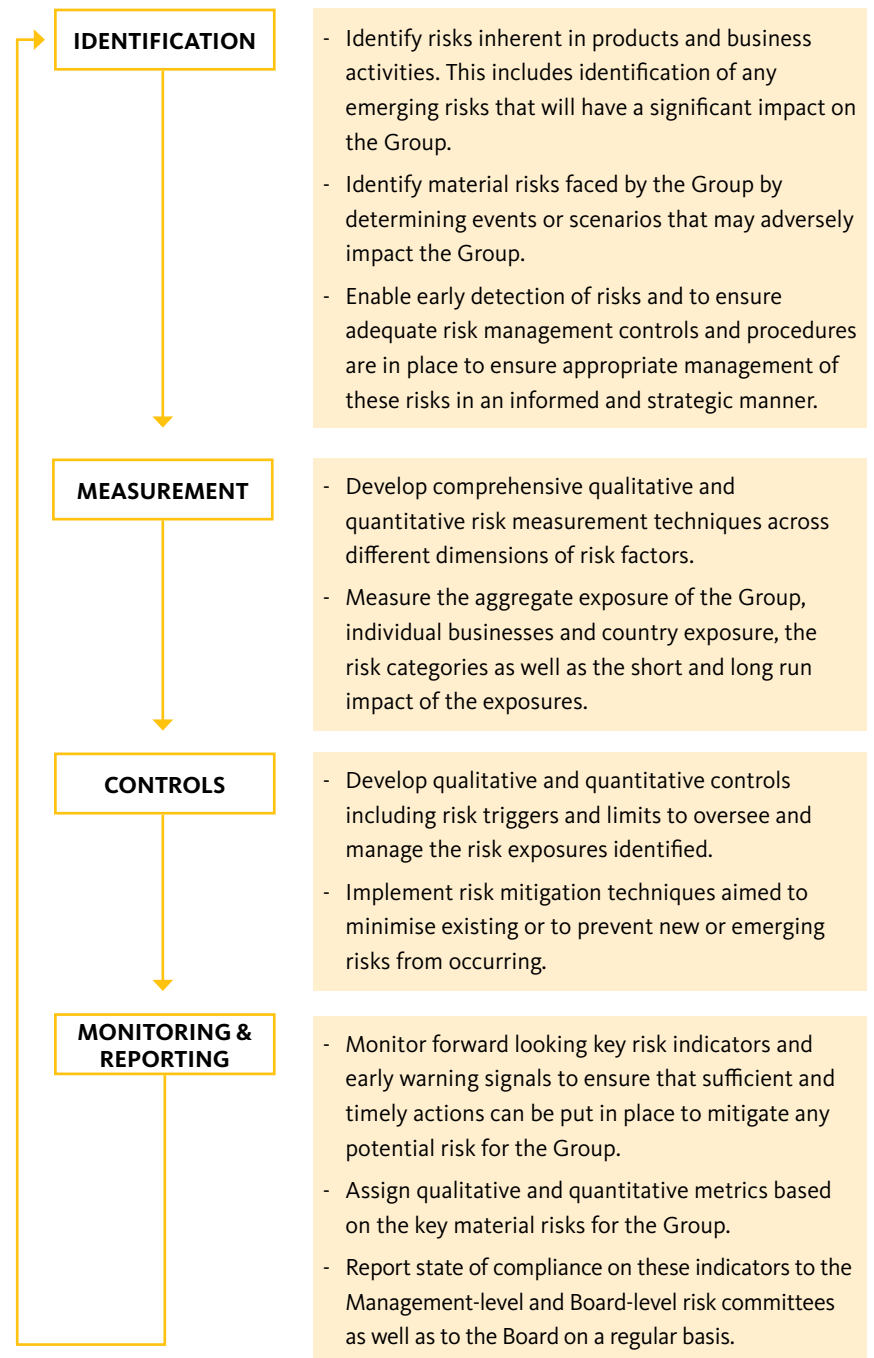 IDENTIFICATION
- Identify risks inherent in products and business
activities. This includes identification of any
emerging risks that will have a significant impact on
the Group.
- Identify material risks faced by the Group by
determining events or scenarios that may adversely
impact the Group.
- Enable early detection of risks and to ensure
adequate risk management controls and procedures
are in place to ensure appropriate management of
these risks in an informed and strategic manner.
MEASUREMENT
- Develop comprehensive qualitative and
quantitative risk measurement techniques across
different dimensions of risk factors.
- Measure the aggregate exposure of the Group,
individual businesses and country exposure, the
risk categories as well as the short and long run
impact of the exposures.
CONTROLS
- Develop qualitative and quantitative controls
including risk triggers and limits to oversee and
manage the risk exposures identified.
- Implement risk mitigation techniques aimed to
minimise existing or to prevent new or emerging
risks from occurring.
MONITORING &
REPORTING
- Monitor forward looking key risk indicators and
early warning signals to ensure that sufficient and
timely actions can be put in place to mitigate any
potential risk for the Group.
- Assign qualitative and quantitative metrics based
on the key material risks for the Group.
- Report state of compliance on these indicators to the
Management-level and Board-level risk committees
as well as to the Board on a regular basis.